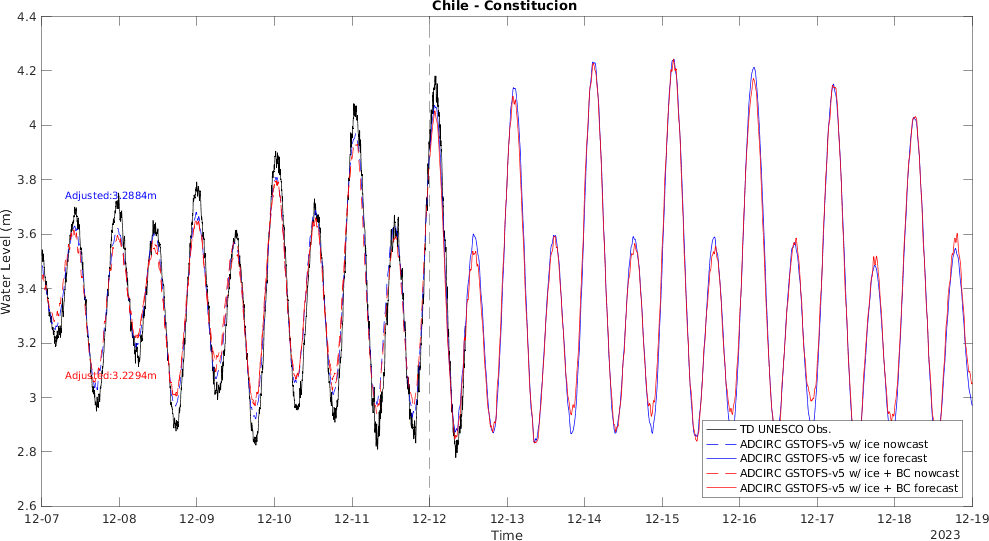 Chile - Constitucion
4.4
4.2
4
3.8
3.6
3.4
3.2
3
2.8
2.6
Water Level (m)
Adjusted:3.2884m
Adjusted:3.2294m
TD UNESCO Obs.
ADCIRC GSTOFS-v5 w/ ice nowcast
ADCIRC GSTOFS-v5 w/ ice forecast
ADCIRC GSTOFS-v5 w/ ice + BC nowcast
ADCIRC GSTOFS-v5 w/ ice + BC forecast
12-07 12-08 12-09 12-10 12-11 12-12 12-13 12-14 12-15 12-16 12-17 12-18 12-19
Time
2023